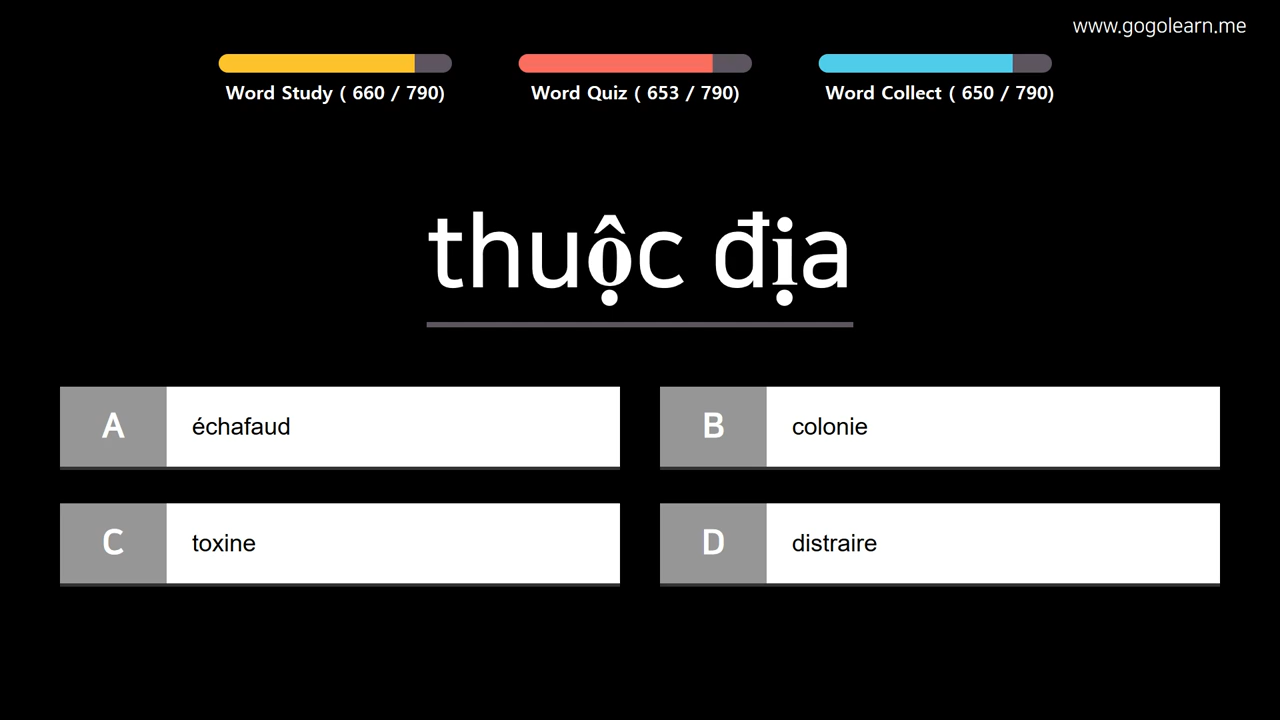 www.gogolearn.me
Word Study ( 660 / 790)
Word Quiz ( 653 / 790)
Word Collect ( 650 / 790)
thuộc địa
A échafaud
B colonie
C toxine
D distraire